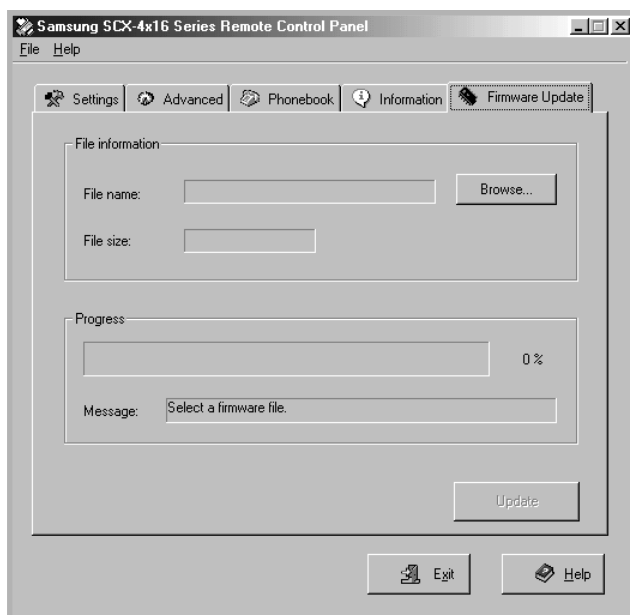 Samsung SCX-4x16 Series Remote Control Panel
File Help
Settings Advanced Phonebook Information Firmware Update
File information
File name: Browse...
File size:
Progress
0 %
Message: Select a firmware file.
Update
Exit Help